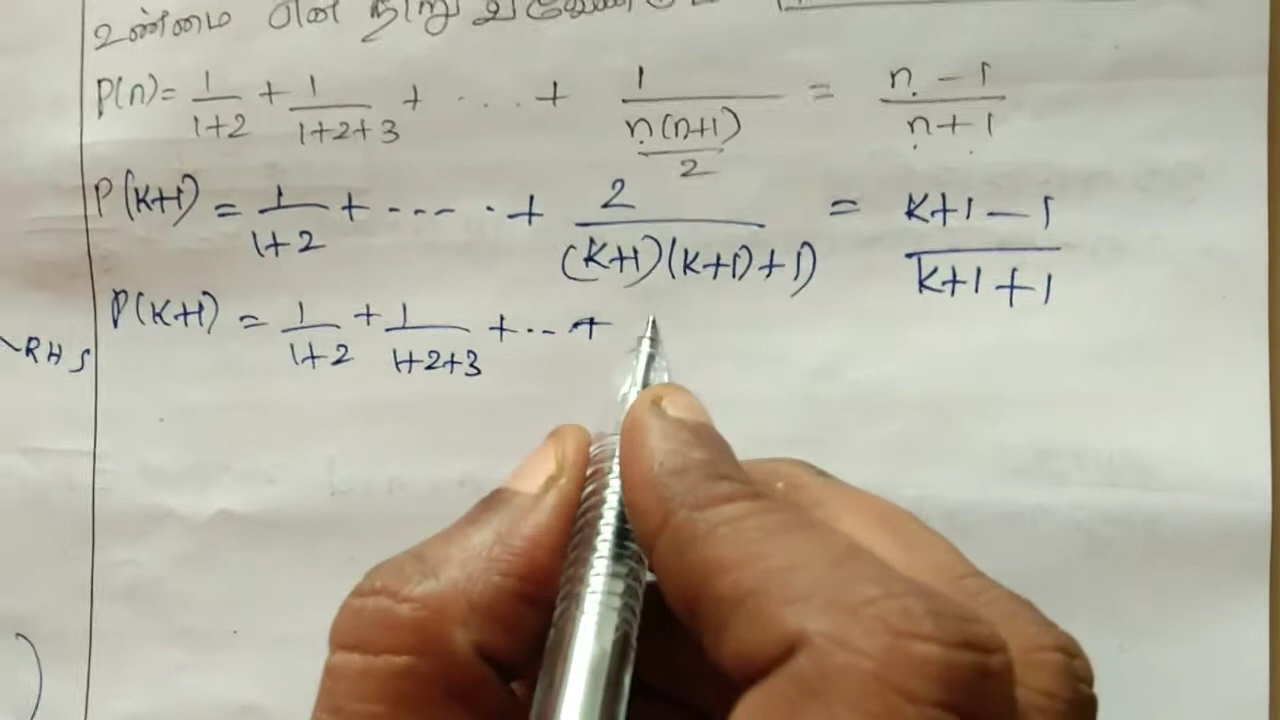 உண்மை என நிறுவ
P(n) = 1/(1+2) + 1/(1+2+3) + . . . . + 1/(n(n+1)/2) = (n-1)/(n+1)
P(K+1) = 1/(1+2) + - - - - . + 2/((K+1)(K+1)+1) = (K+1-1)/(K+1+1)
P(K+1) = 1/(1+2) + 1/(1+2+3) + . . - +
RHS